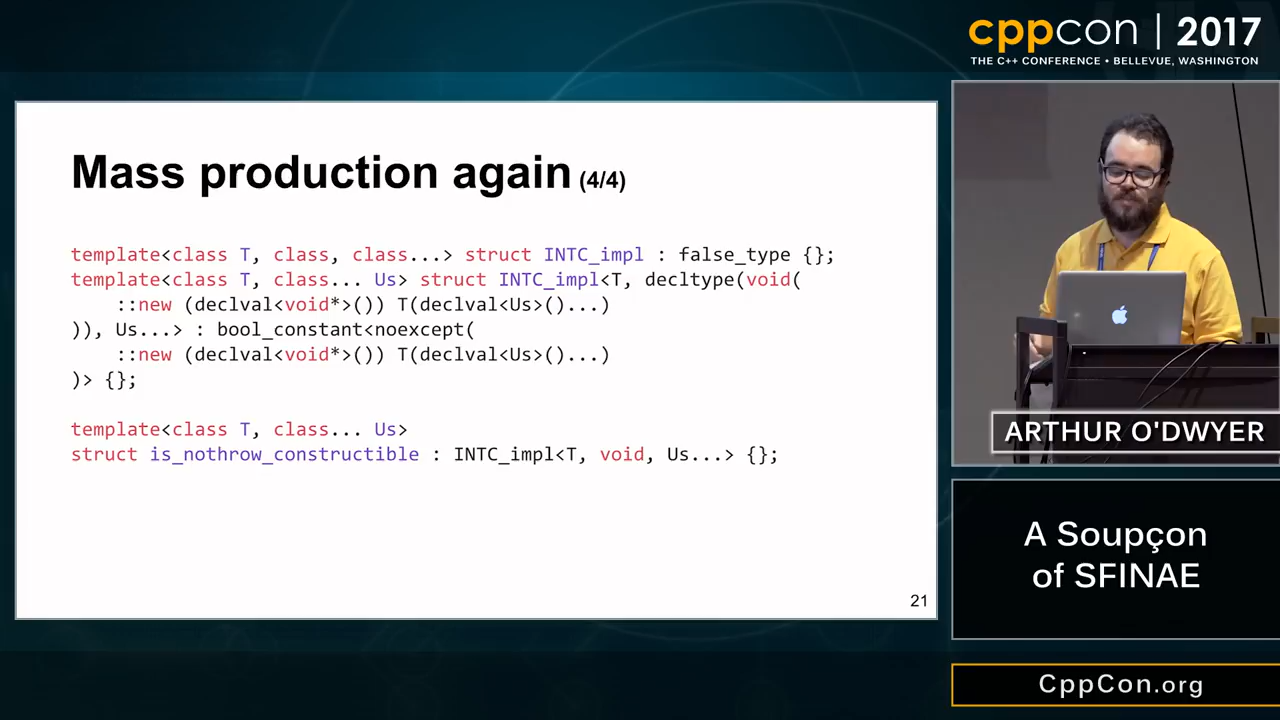 cppcon | 2017
THE C++ CONFERENCE • BELLEVUE, WASHINGTON
Mass production again (4/4)
template<class T, class, class...> struct INTC_impl : false_type {};
template<class T, class... Us> struct INTC_impl<T, decltype(void(
::new (declval<void*>()) T(declval<Us>()...)
)), Us...> : bool_constant<noexcept(
::new (declval<void*>()) T(declval<Us>()...)
)> {};
template<class T, class... Us>
struct is_nothrow_constructible : INTC_impl<T, void, Us...> {};
21
ARTHUR O'DWYER
A Soupçon
of SFINAE
CppCon.org